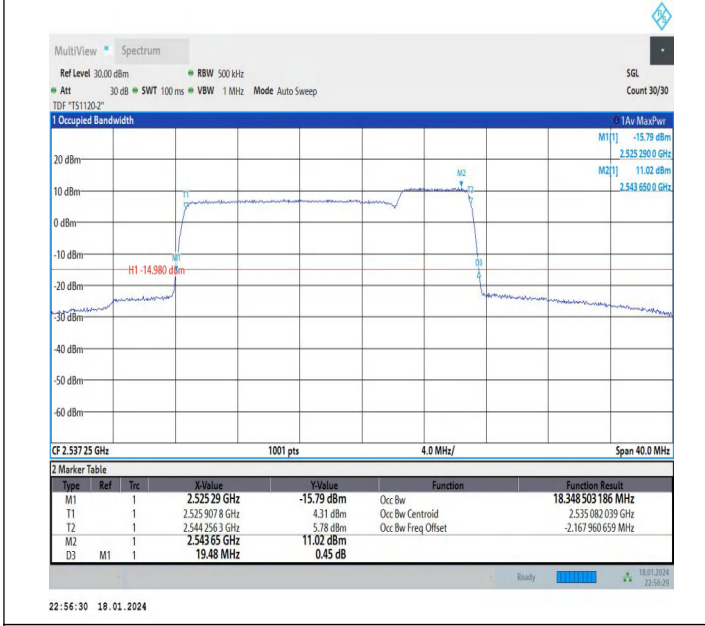 R S
MultiView Spectrum
Ref Level 30.00 dBm RBW 500 kHz SGL
Att 30 dB SWT 100 ms VBW 1 MHz Mode Auto Sweep Count 30/30
TDF "TS1120-2"
1 Occupied Bandwidth 1Av MaxPwr
M1[1] -15.79 dBm
2.525 290 0 GHz
M2[1] 11.02 dBm
2.543 650 0 GHz
20 dBm
M2
10 dBm
T1
T2
0 dBm
-10 dBm
M1
D3
H1 -14.980 dBm
-20 dBm
-30 dBm
-40 dBm
-50 dBm
-60 dBm
CF 2.537 25 GHz 1001 pts 4.0 MHz/ Span 40.0 MHz
2 Marker Table
Type Ref Trc X-Value Y-Value Function Function Result
M1 1 2.525 29 GHz -15.79 dBm Occ Bw 18.348 503 186 MHz
T1 1 2.525 907 8 GHz 4.31 dBm Occ Bw Centroid 2.535 082 039 GHz
T2 1 2.544 256 3 GHz 5.78 dBm Occ Bw Freq Offset -2.167 960 659 MHz
M2 1 2.543 65 GHz 11.02 dBm
D3 M1 1 19.48 MHz 0.45 dB
Ready 18.01.2024
22:56:29
22:56:30 18.01.2024